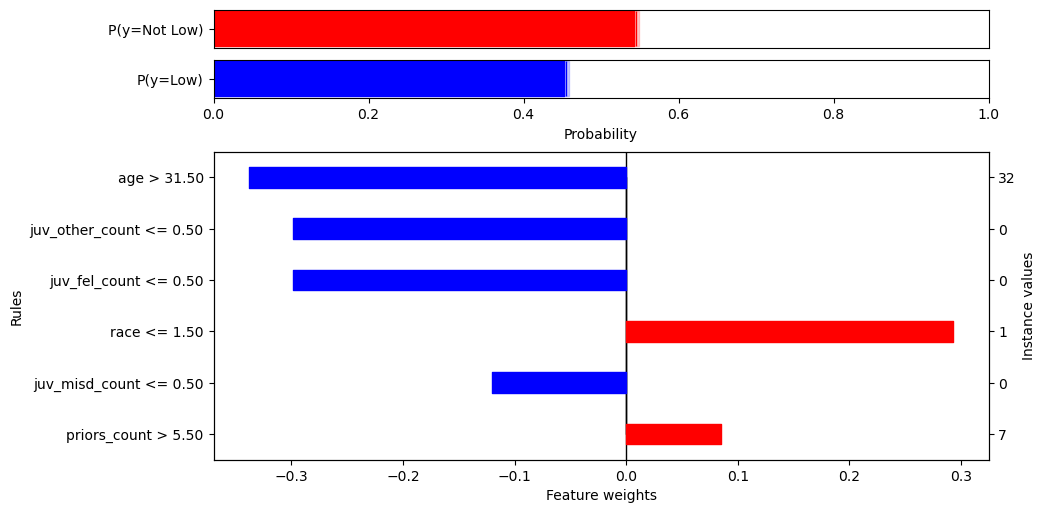 P(y=Not Low)
P(y=Low)
0.0 0.2 0.4 0.6 0.8 1.0
Probability
Rules
age > 31.50 32
juv_other_count <= 0.50 0
juv_fel_count <= 0.50 0
race <= 1.50 1
juv_misd_count <= 0.50 0
priors_count > 5.50 7
Instance values
−0.3 −0.2 −0.1 0.0 0.1 0.2 0.3
Feature weights